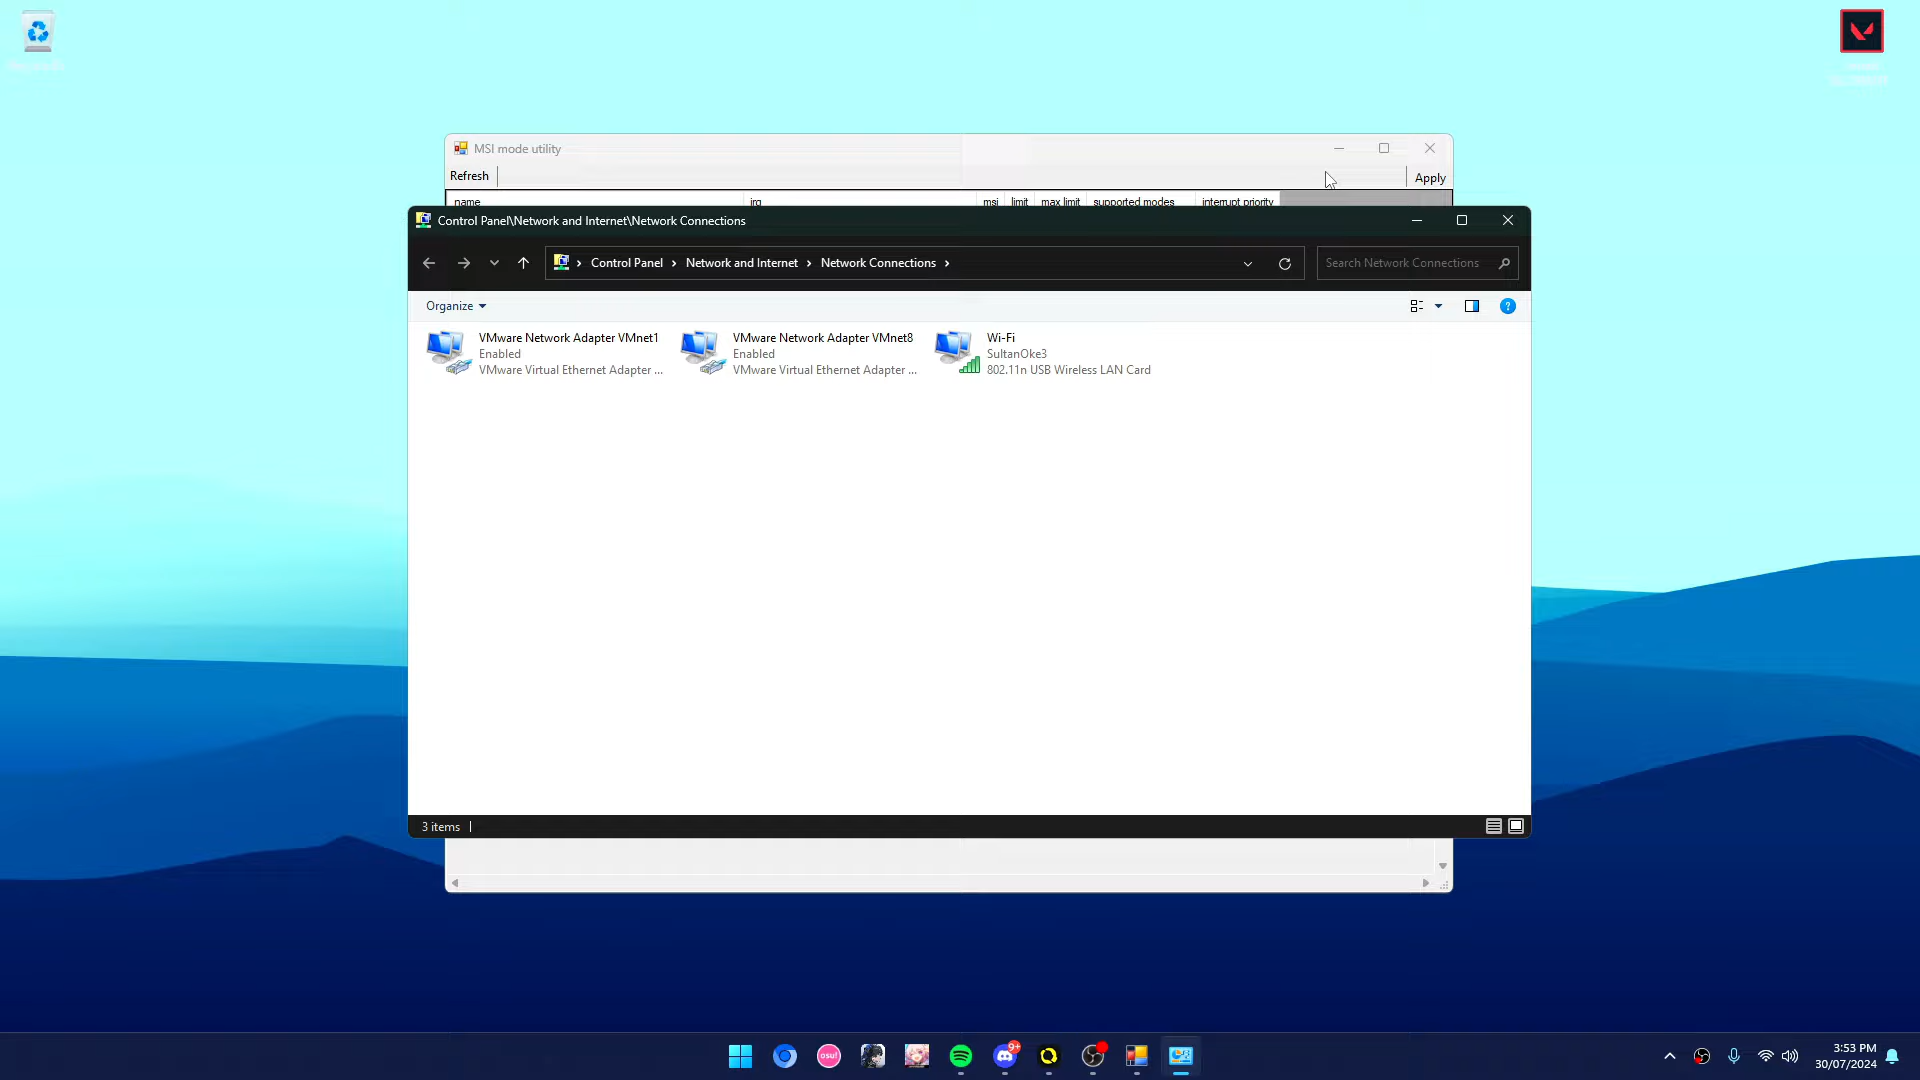 MSI mode utility
Refresh
Apply
name irq msi limit max limit supported modes interrupt priority
Control Panel\Network and Internet\Network Connections
Control Panel > Network and Internet > Network Connections >
Search Network Connections
Organize
VMware Network Adapter VMnet1
Enabled
VMware Virtual Ethernet Adapter ...
VMware Network Adapter VMnet8
Enabled
VMware Virtual Ethernet Adapter ...
Wi-Fi
SultanOke3
802.11n USB Wireless LAN Card
3 items
osu!
9+
3:53 PM
30/07/2024